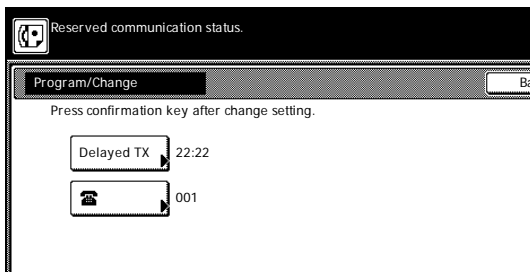 Reserved communication status.
Program/Change
Ba
Press confirmation key after change setting.
Delayed TX 22:22
001